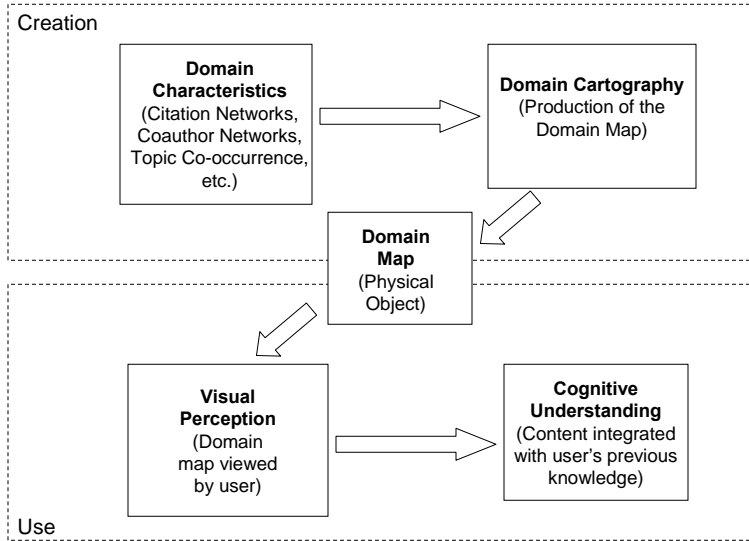 Creation
Domain
Characteristics
(Citation Networks,
Coauthor Networks,
Topic Co-occurrence,
etc.)
Domain Cartography
(Production of the
Domain Map)
Domain
Map
(Physical
Object)
Visual
Perception
(Domain
map viewed
by user)
Cognitive
Understanding
(Content integrated
with user's previous
knowledge)
Use